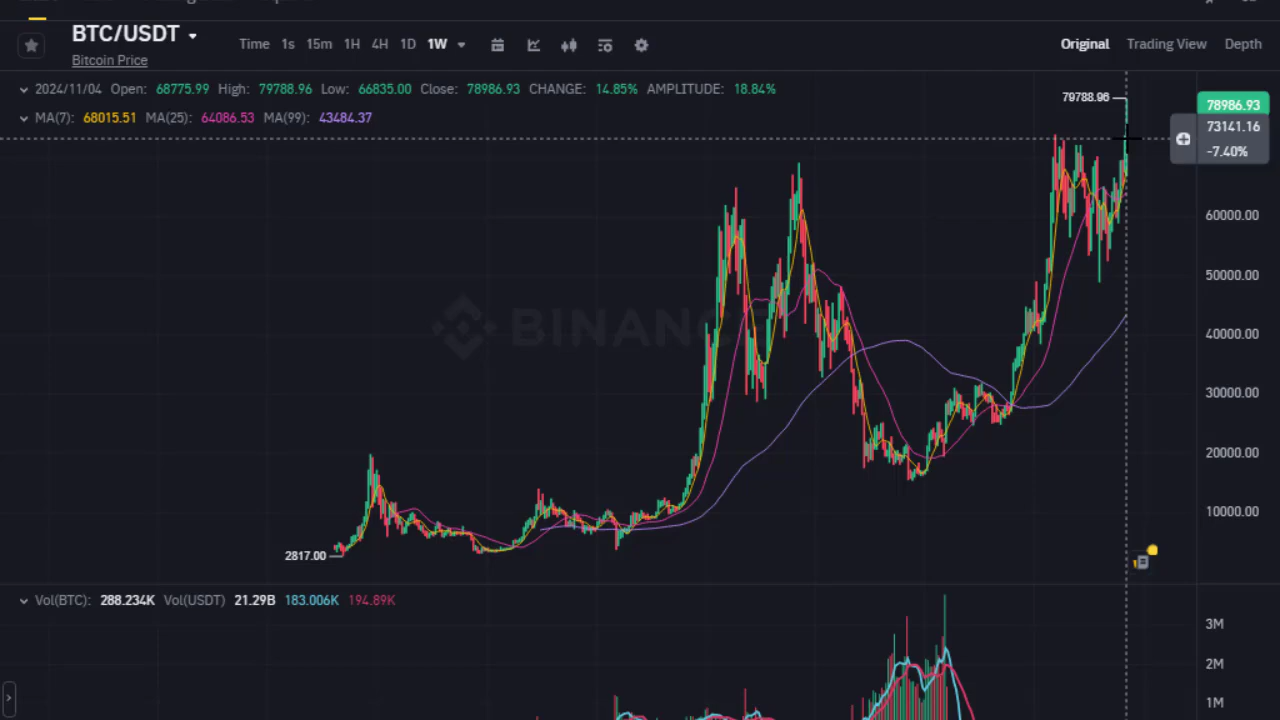 BTC/USDT
Bitcoin Price
Time 1s 15m 1H 4H 1D 1W
Original Trading View Depth
2024/11/04 Open: 68775.99 High: 79788.96 Low: 66835.00 Close: 78986.93 CHANGE: 14.85% AMPLITUDE: 18.84%
MA(7): 68015.51 MA(25): 64086.53 MA(99): 43484.37
79788.96
78986.93
73141.16
-7.40%
60000.00
50000.00
BINANCE
40000.00
30000.00
20000.00
10000.00
2817.00
Vol(BTC): 288.234K Vol(USDT) 21.29B 183.006K 194.89K
3M
2M
1M